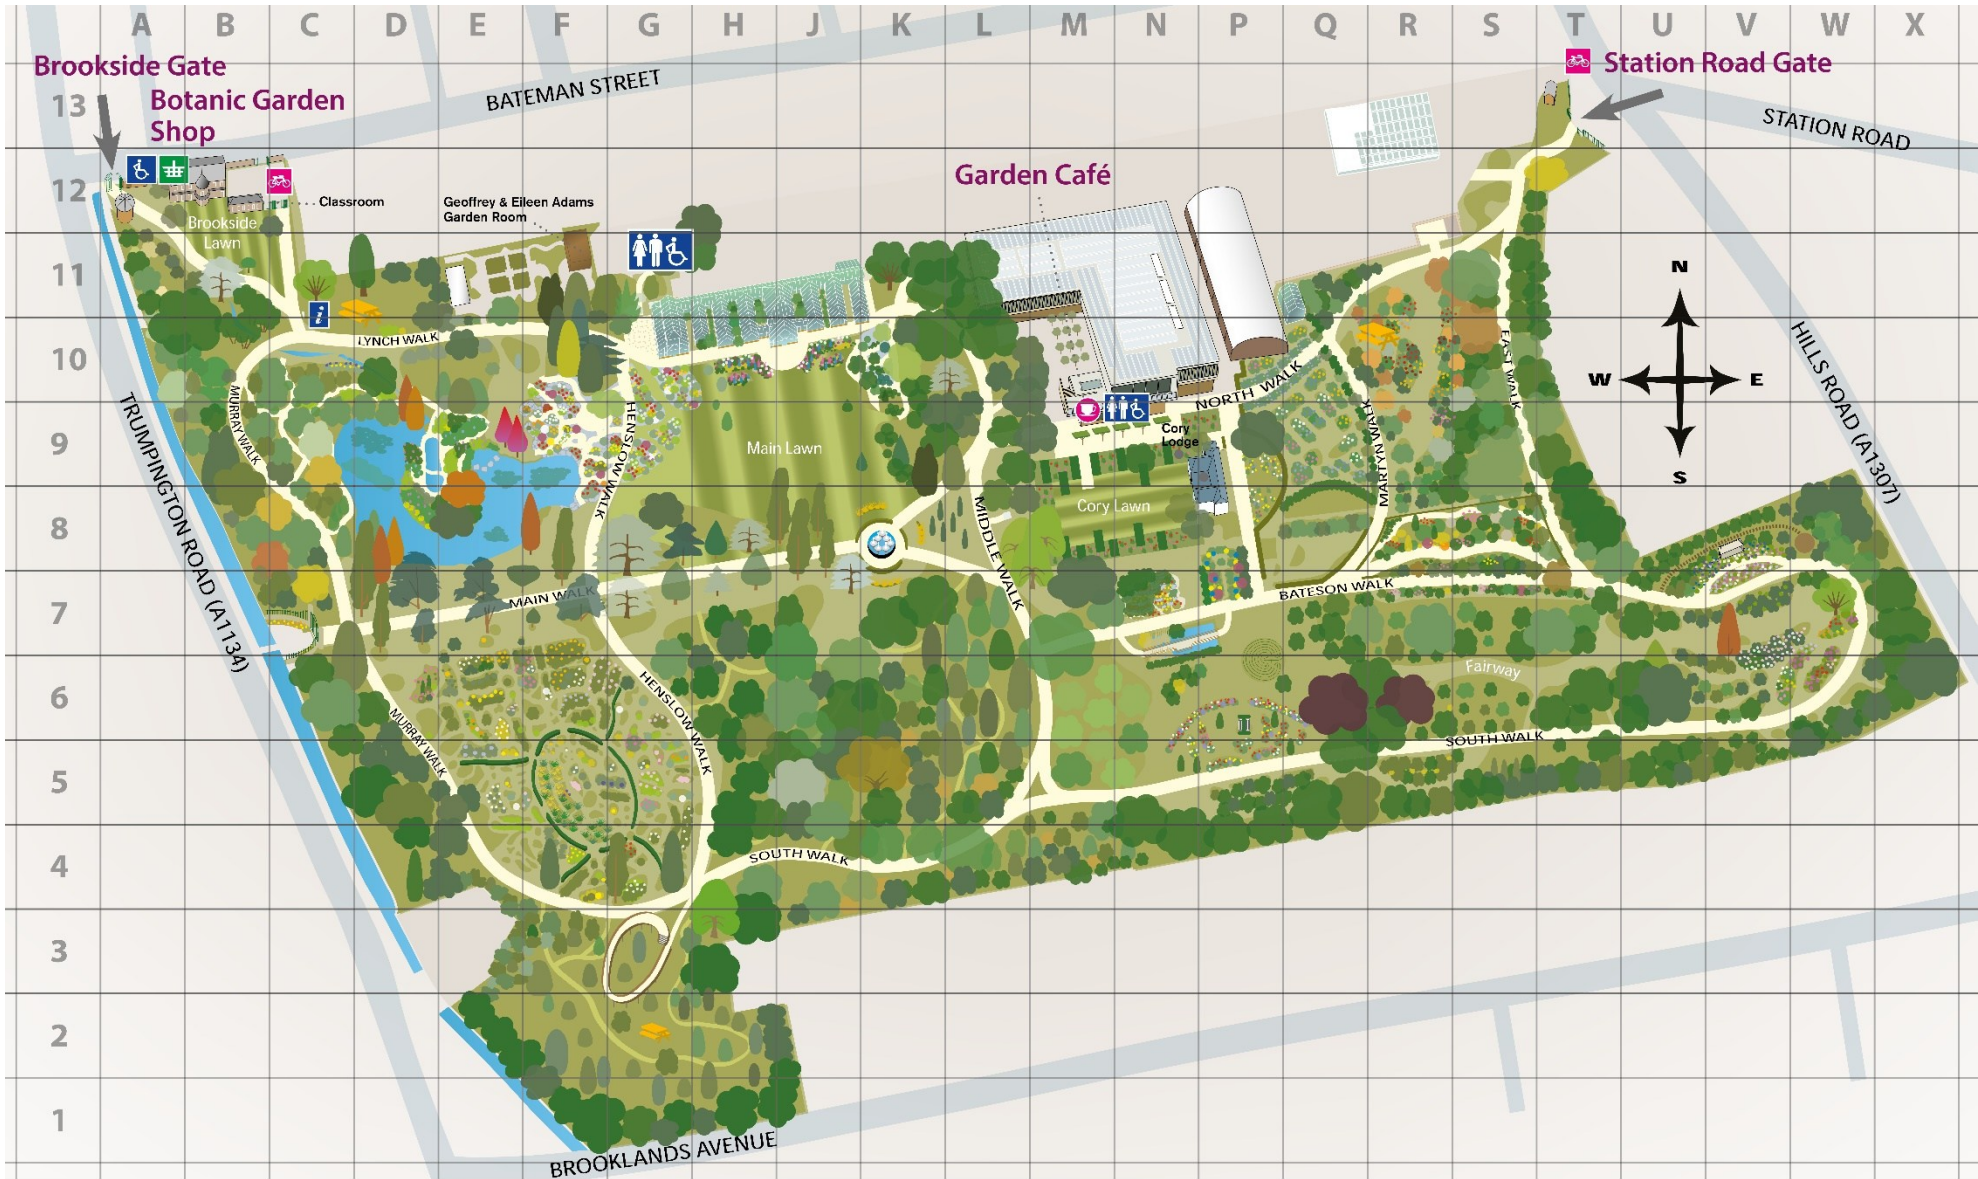 A B C D E F G H J K L M N P Q R S T U V W X
Brookside Gate
Station Road Gate
13
Botanic Garden
Shop
BATEMAN STREET
STATION ROAD
12
Garden Café
Classroom
Geoffrey & Eileen Adams
Garden Room
Brookside
Lawn
11
i
N
W E
S
HILLS ROAD (A1307)
10
LYNCH WALK
EAST WALK
NORTH WALK
MURRAY WALK
HENSLOW WALK
MARTYN WALK
TRUMPINGTON ROAD (A1134)
9
Main Lawn
Cory
Lodge
8
Cory Lawn
MIDDLE WALK
7
MAIN WALK
BATESON WALK
6
Fairway
HENSLOW WALK
MURRAY WALK
SOUTH WALK
5
4
SOUTH WALK
3
2
1
BROOKLANDS AVENUE